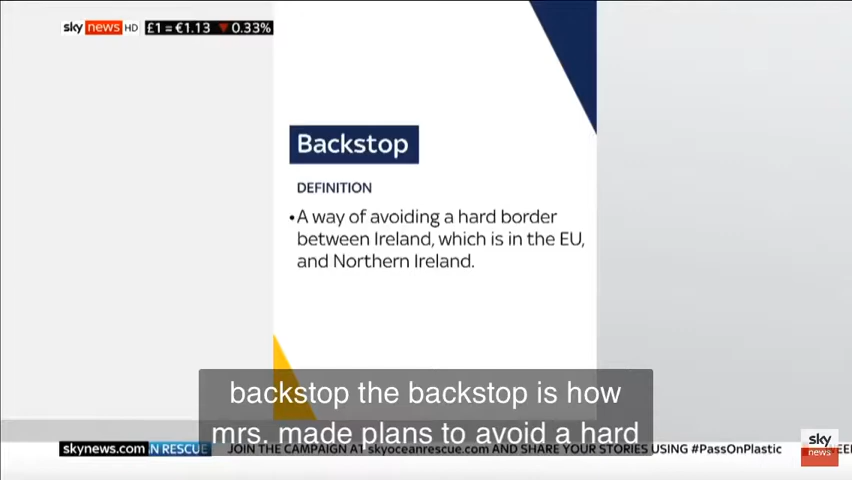 sky news HD £1 = €1.13 ▼ 0.33%
Backstop
DEFINITION
•A way of avoiding a hard border
between Ireland, which is in the EU,
and Northern Ireland.
backstop the backstop is how
mrs. made plans to avoid a hard
skynews.com N RESCUE JOIN THE CAMPAIGN AT skyoceanrescue.com AND SHARE YOUR STORIES USING #PassOnPlastic
sky
news